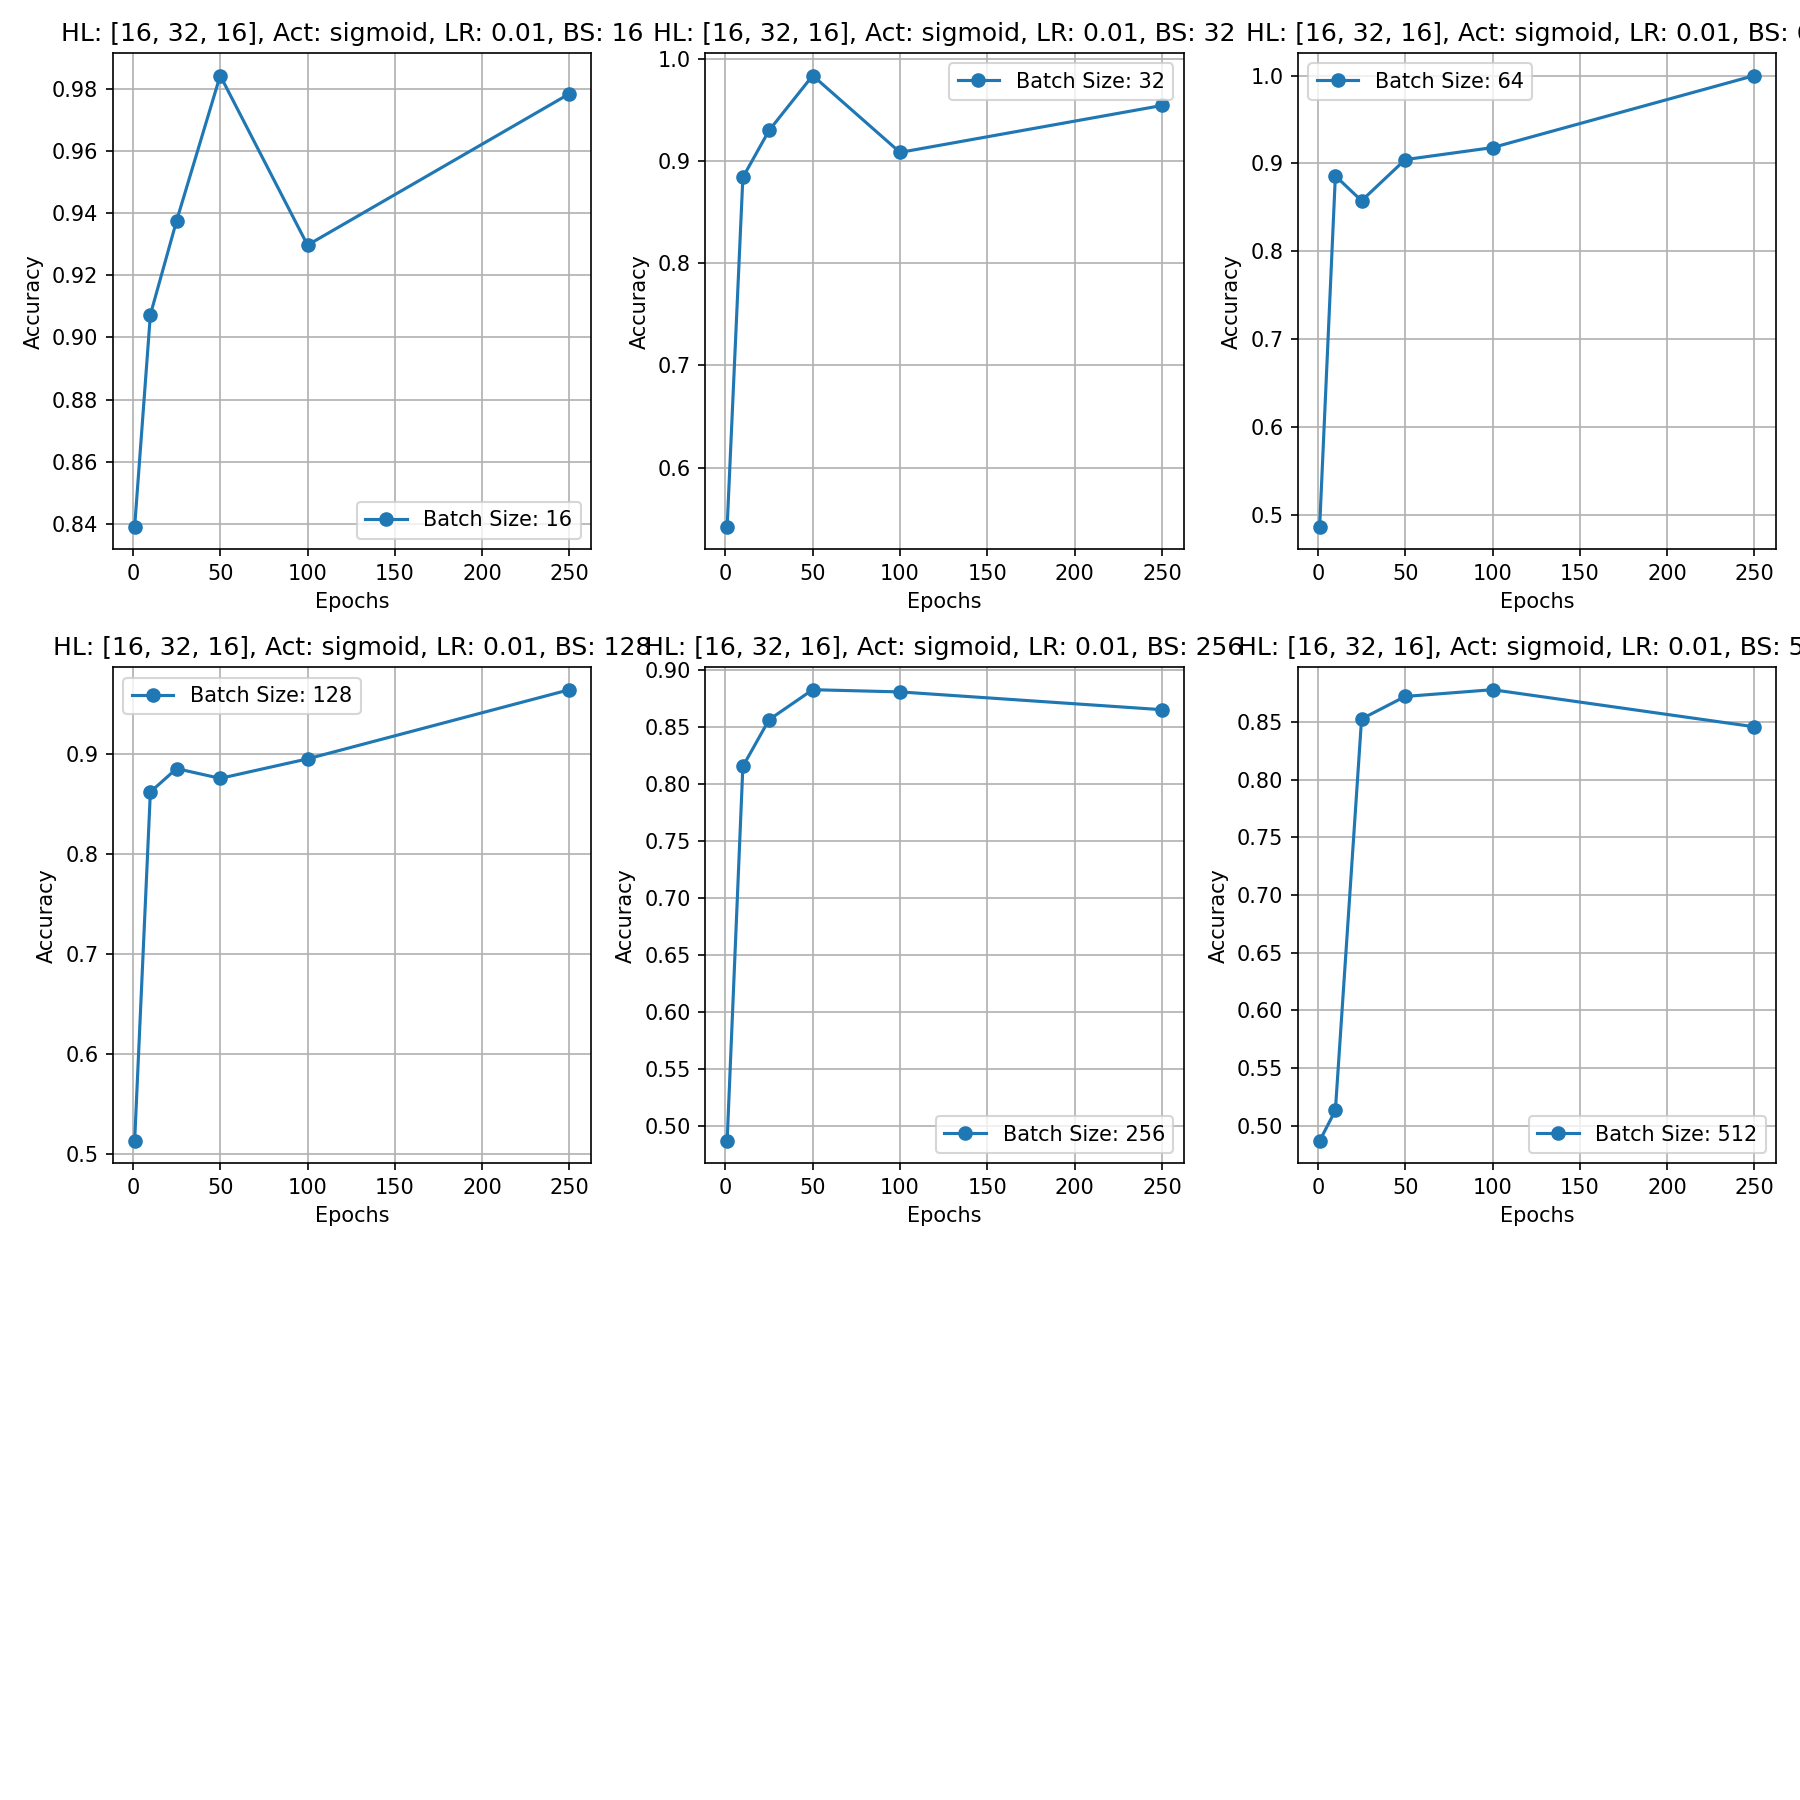 HL: [16, 32, 16], Act: sigmoid, LR: 0.01, BS: 16
0.98
0.96
0.94
0.92
0.90
0.88
0.86
0.84
Accuracy
Batch Size: 16
0 50 100 150 200 250
Epochs
HL: [16, 32, 16], Act: sigmoid, LR: 0.01, BS: 32
1.0
0.9
0.8
0.7
0.6
Accuracy
Batch Size: 32
0 50 100 150 200 250
Epochs
HL: [16, 32, 16], Act: sigmoid, LR: 0.01, BS:
1.0
0.9
0.8
0.7
0.6
0.5
Accuracy
Batch Size: 64
0 50 100 150 200 250
Epochs
HL: [16, 32, 16], Act: sigmoid, LR: 0.01, BS: 128
0.9
0.8
0.7
0.6
0.5
Accuracy
Batch Size: 128
0 50 100 150 200 250
Epochs
HL: [16, 32, 16], Act: sigmoid, LR: 0.01, BS: 256
0.90
0.85
0.80
0.75
0.70
0.65
0.60
0.55
0.50
Accuracy
Batch Size: 256
0 50 100 150 200 250
Epochs
HL: [16, 32, 16], Act: sigmoid, LR: 0.01, BS: 5
0.85
0.80
0.75
0.70
0.65
0.60
0.55
0.50
Accuracy
Batch Size: 512
0 50 100 150 200 250
Epochs